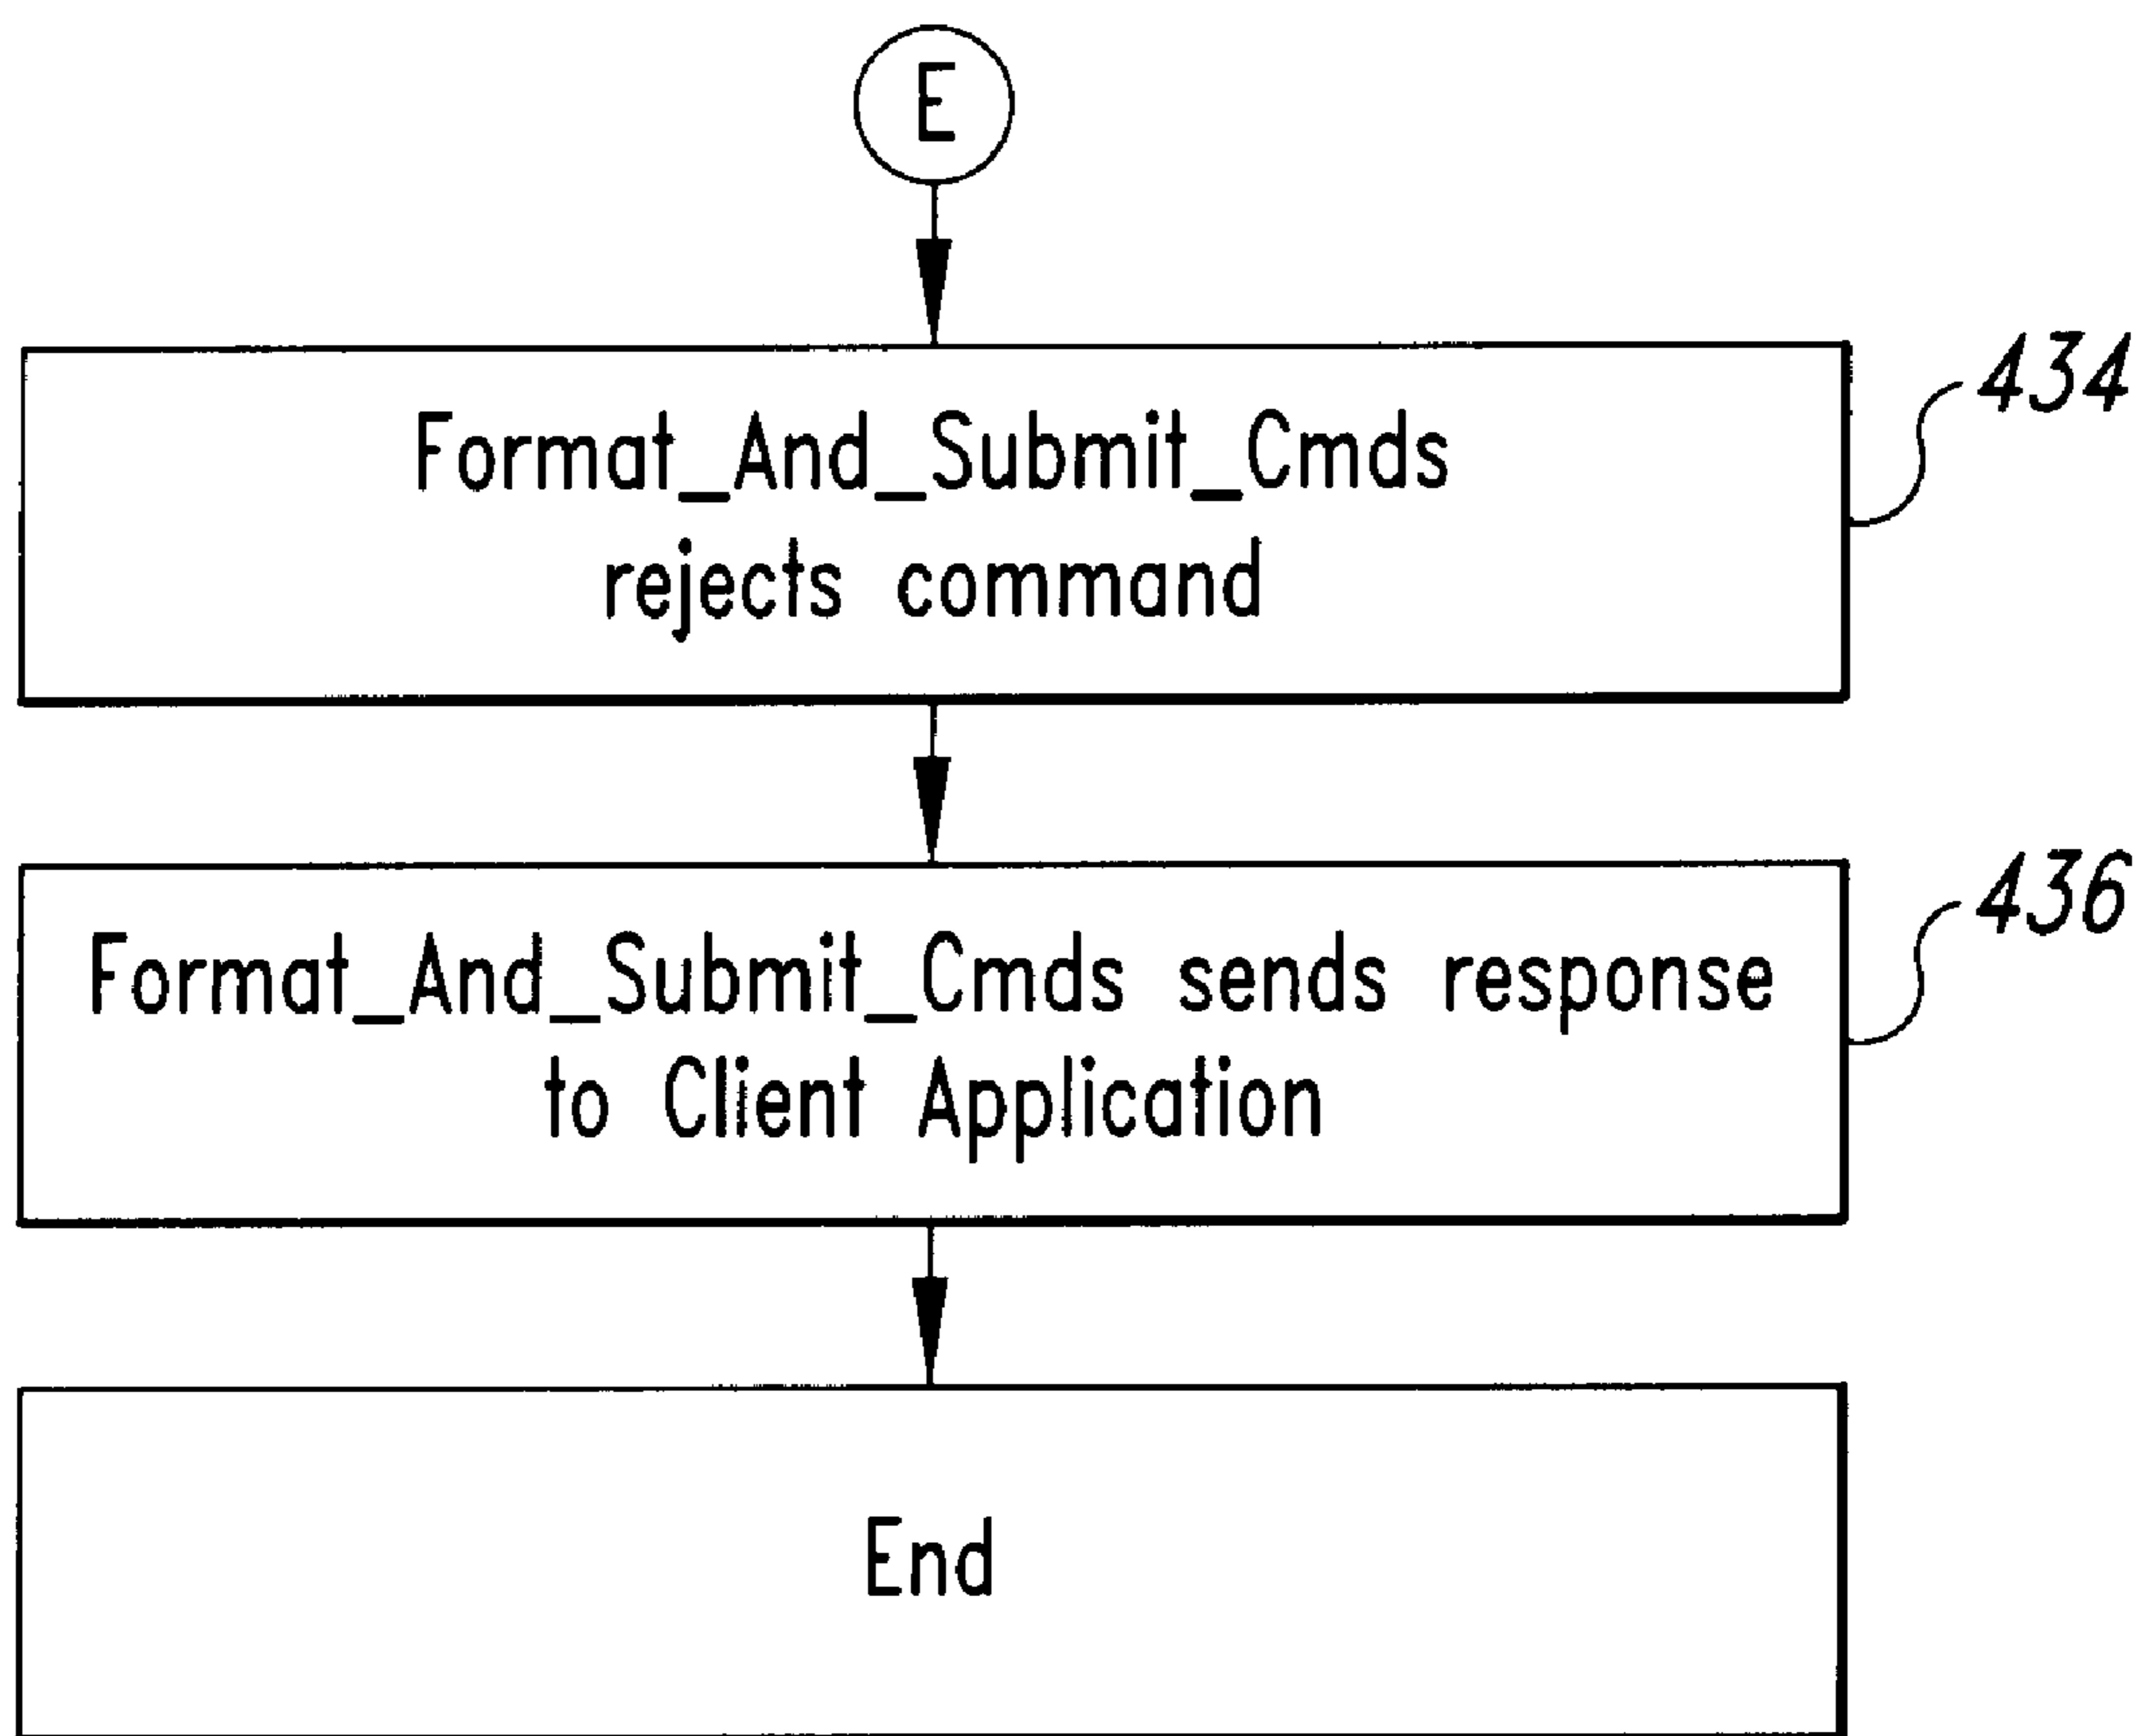 E
434
Format_And_Submit_Cmds
rejects command
436
Format_And_Submit_Cmds sends response
to Client Application
End